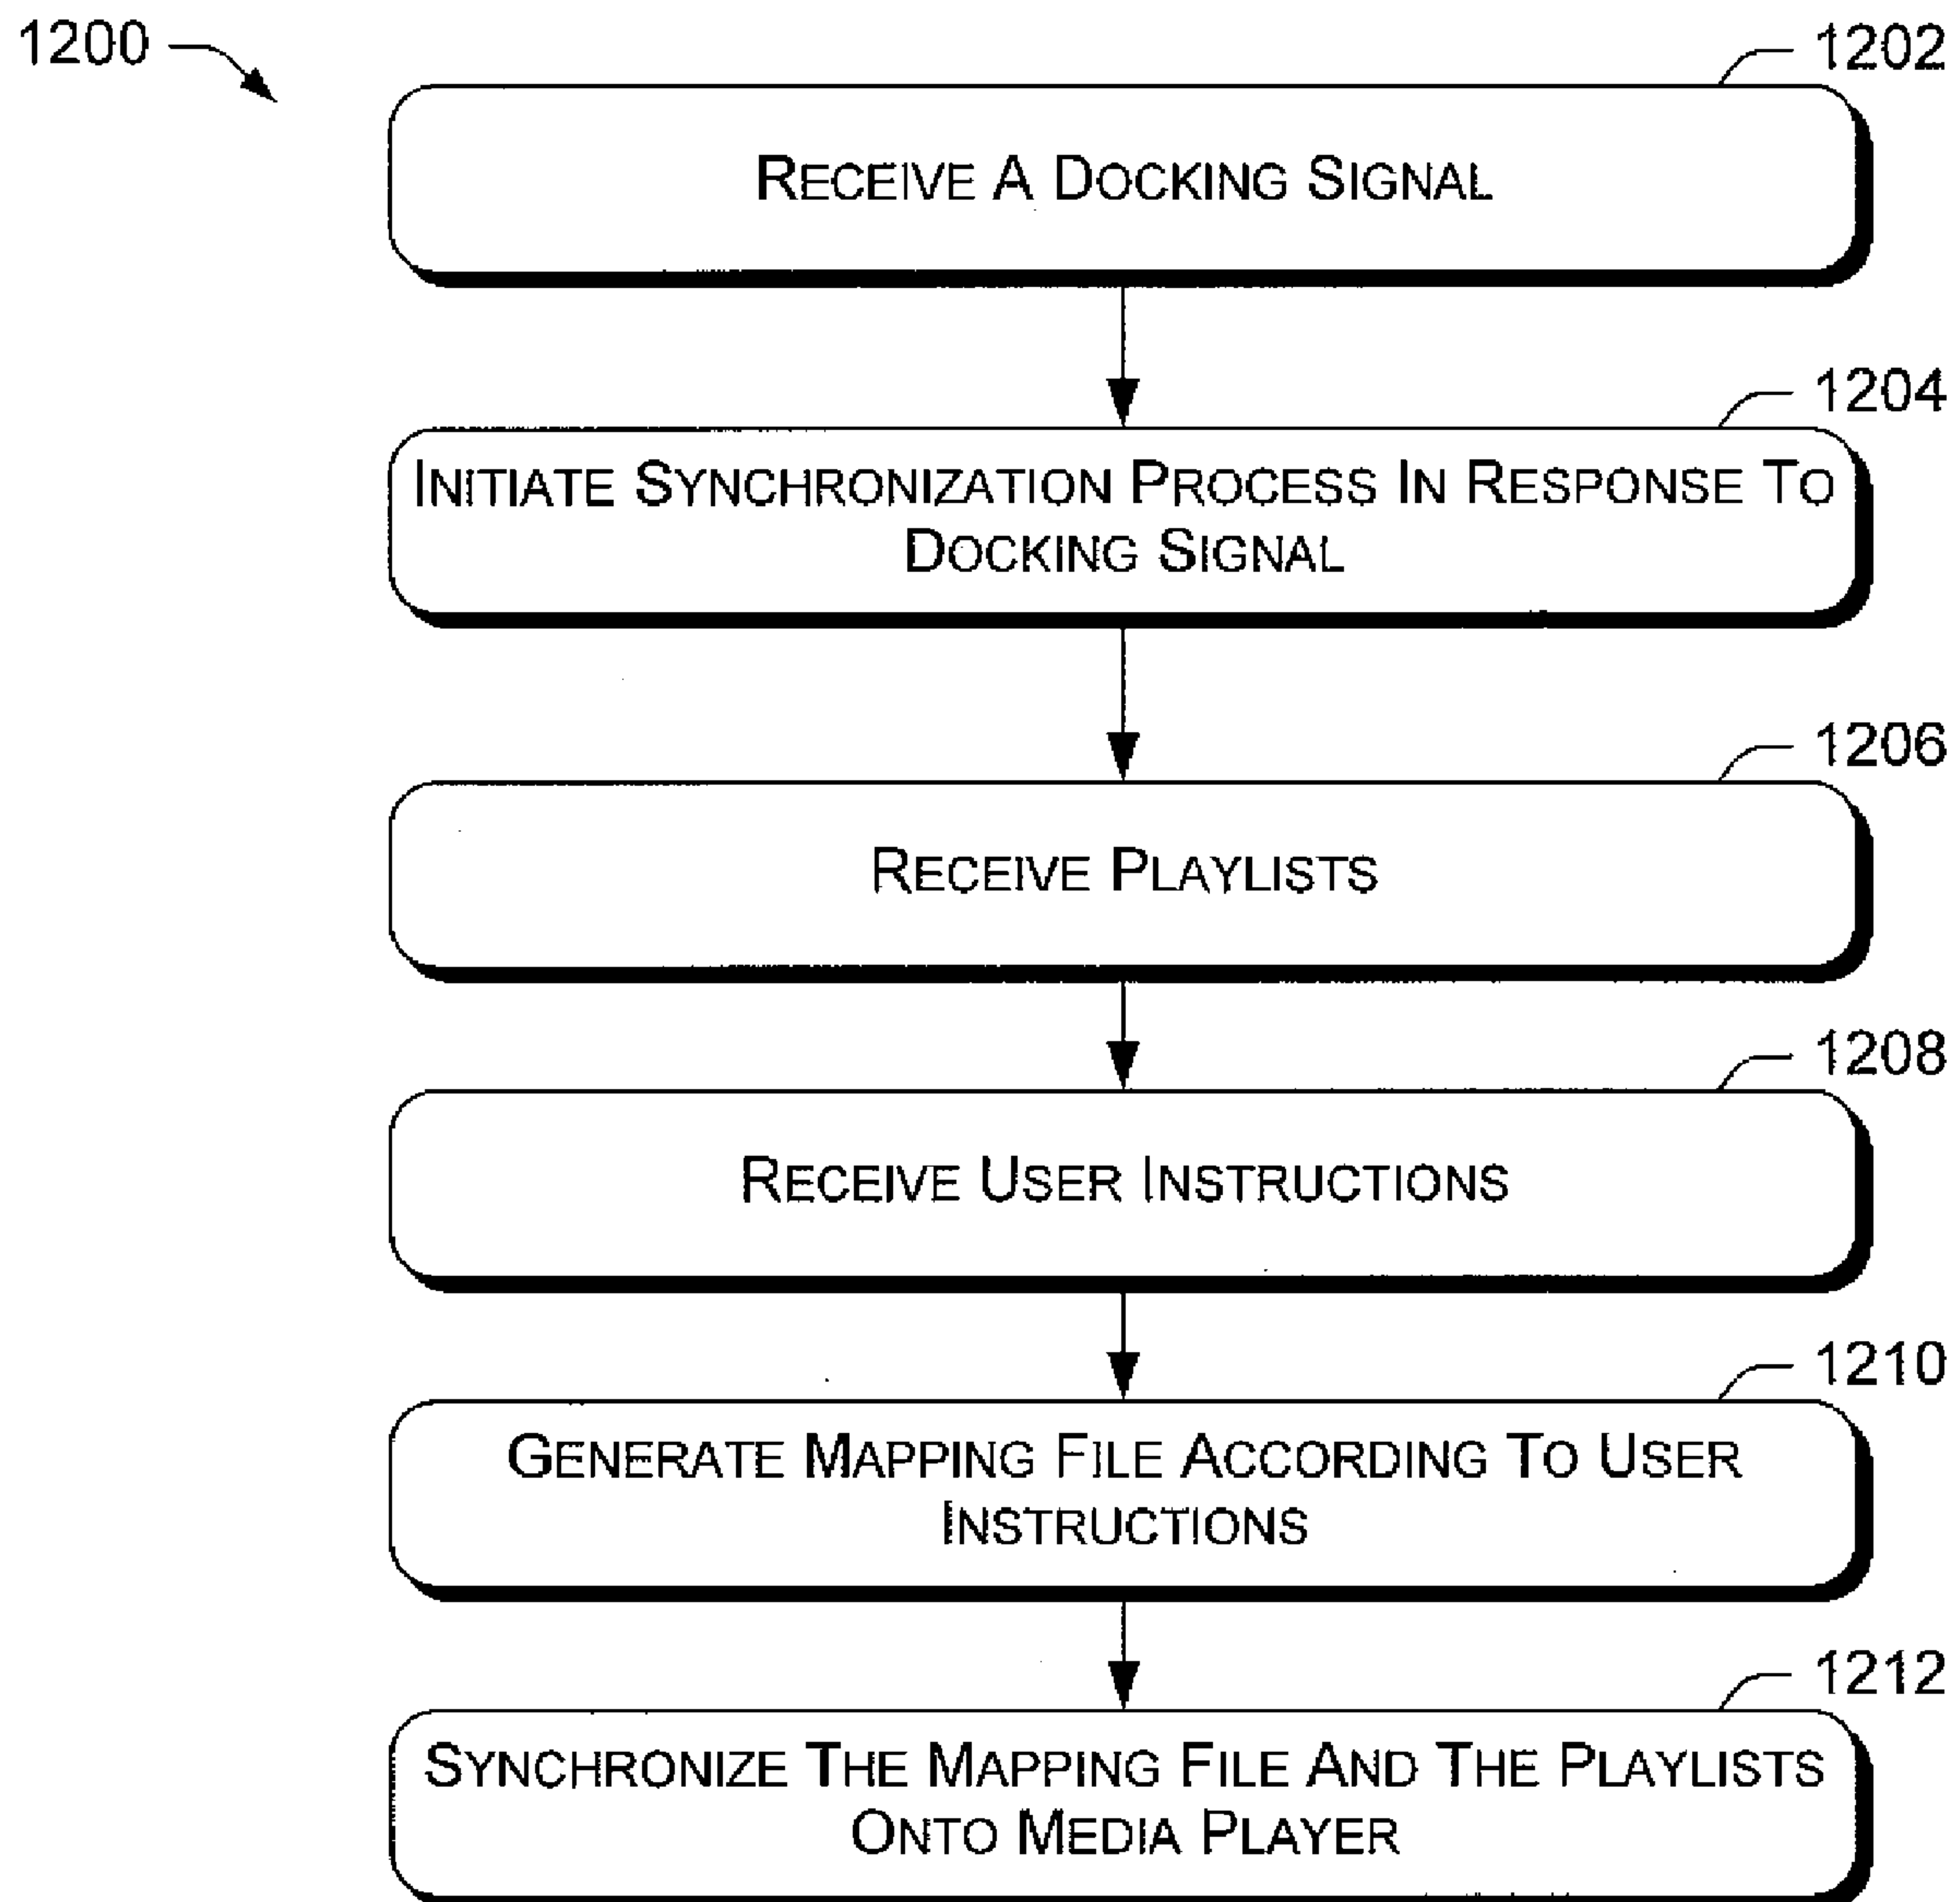 1200
1202
RECEIVE A DOCKING SIGNAL
1204
INITIATE SYNCHRONIZATION PROCESS IN RESPONSE TO
DOCKING SIGNAL
1206
RECEIVE PLAYLISTS
1208
RECEIVE USER INSTRUCTIONS
1210
GENERATE MAPPING FILE ACCORDING TO USER
INSTRUCTIONS
1212
SYNCHRONIZE THE MAPPING FILE AND THE PLAYLISTS
ONTO MEDIA PLAYER